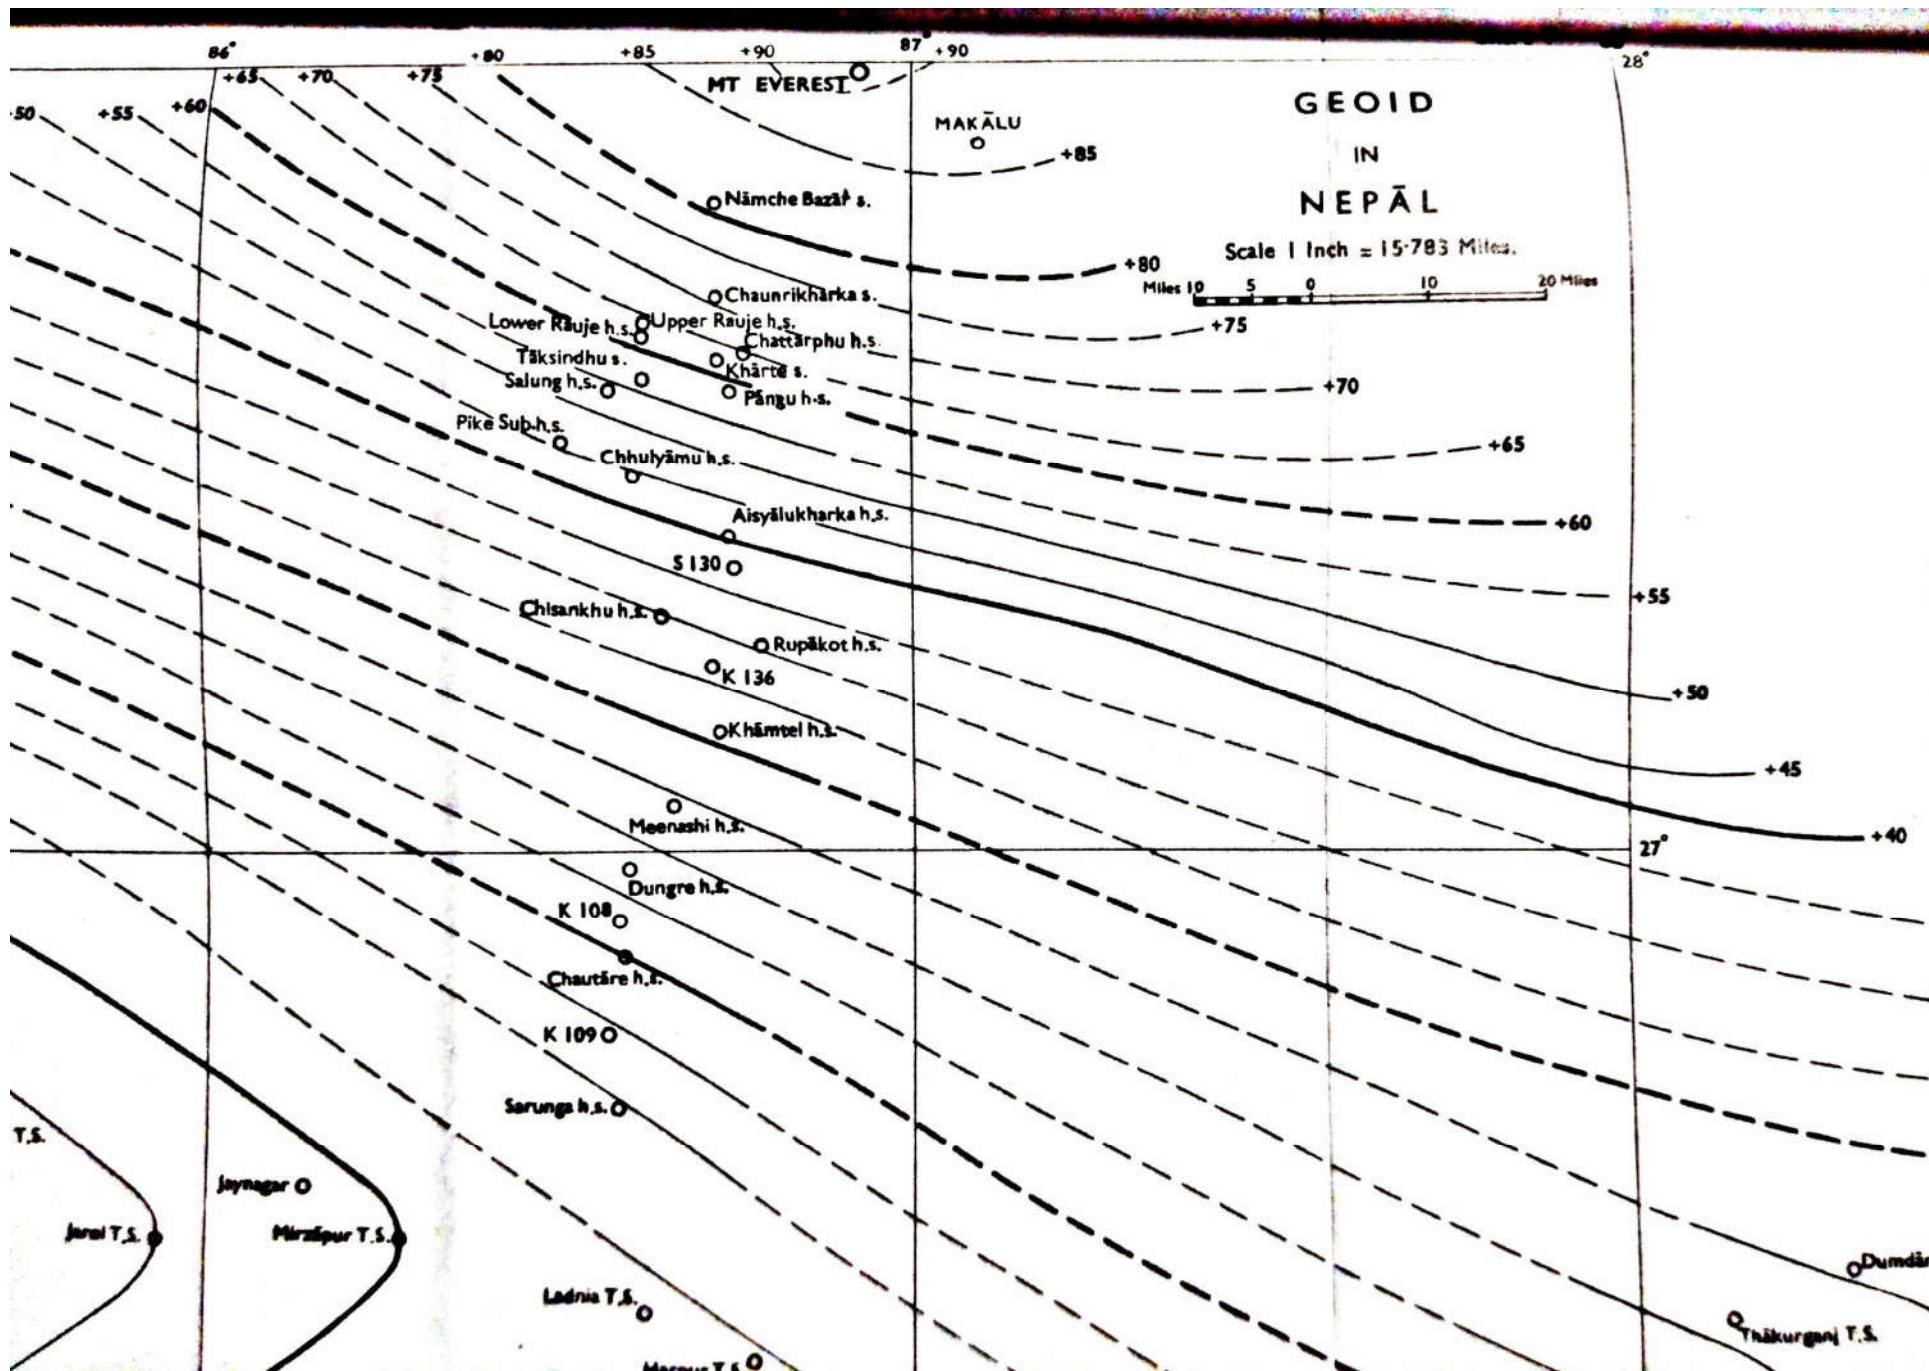 86°
+80
+85
+90
87°
+90
28°
+65
+70
+75
MT EVEREST
50
+55
+60
GEOID
IN
NEPĀL
Scale 1 Inch = 15·783 Miles.
Miles 10 5 0 10 20 Miles
MAKĀLU
+85
Nāmche Bazār s.
+80
Chaunrikharka s.
+75
Lower Rauje h.s.
Upper Rauje h.s.
Chattārphu h.s.
Tāksindhu s.
Khārte s.
Salung h.s.
Pāngu h.s.
+70
Pike Sub.h.s.
+65
Chhulyāmu h.s.
Aisyālukharka h.s.
+60
S 130
+55
Chisankhu h.s.
Rupākot h.s.
K 136
+50
Khāmtel h.s.
+45
Meenashi h.s.
+40
27°
Dungre h.s.
K 108
Chautāre h.s.
K 109
Sarunga h.s.
T.S.
Jaynagar
Jarol T.S.
Mirzāpur T.S.
Ladnia T.S.
Thākurganj T.S.